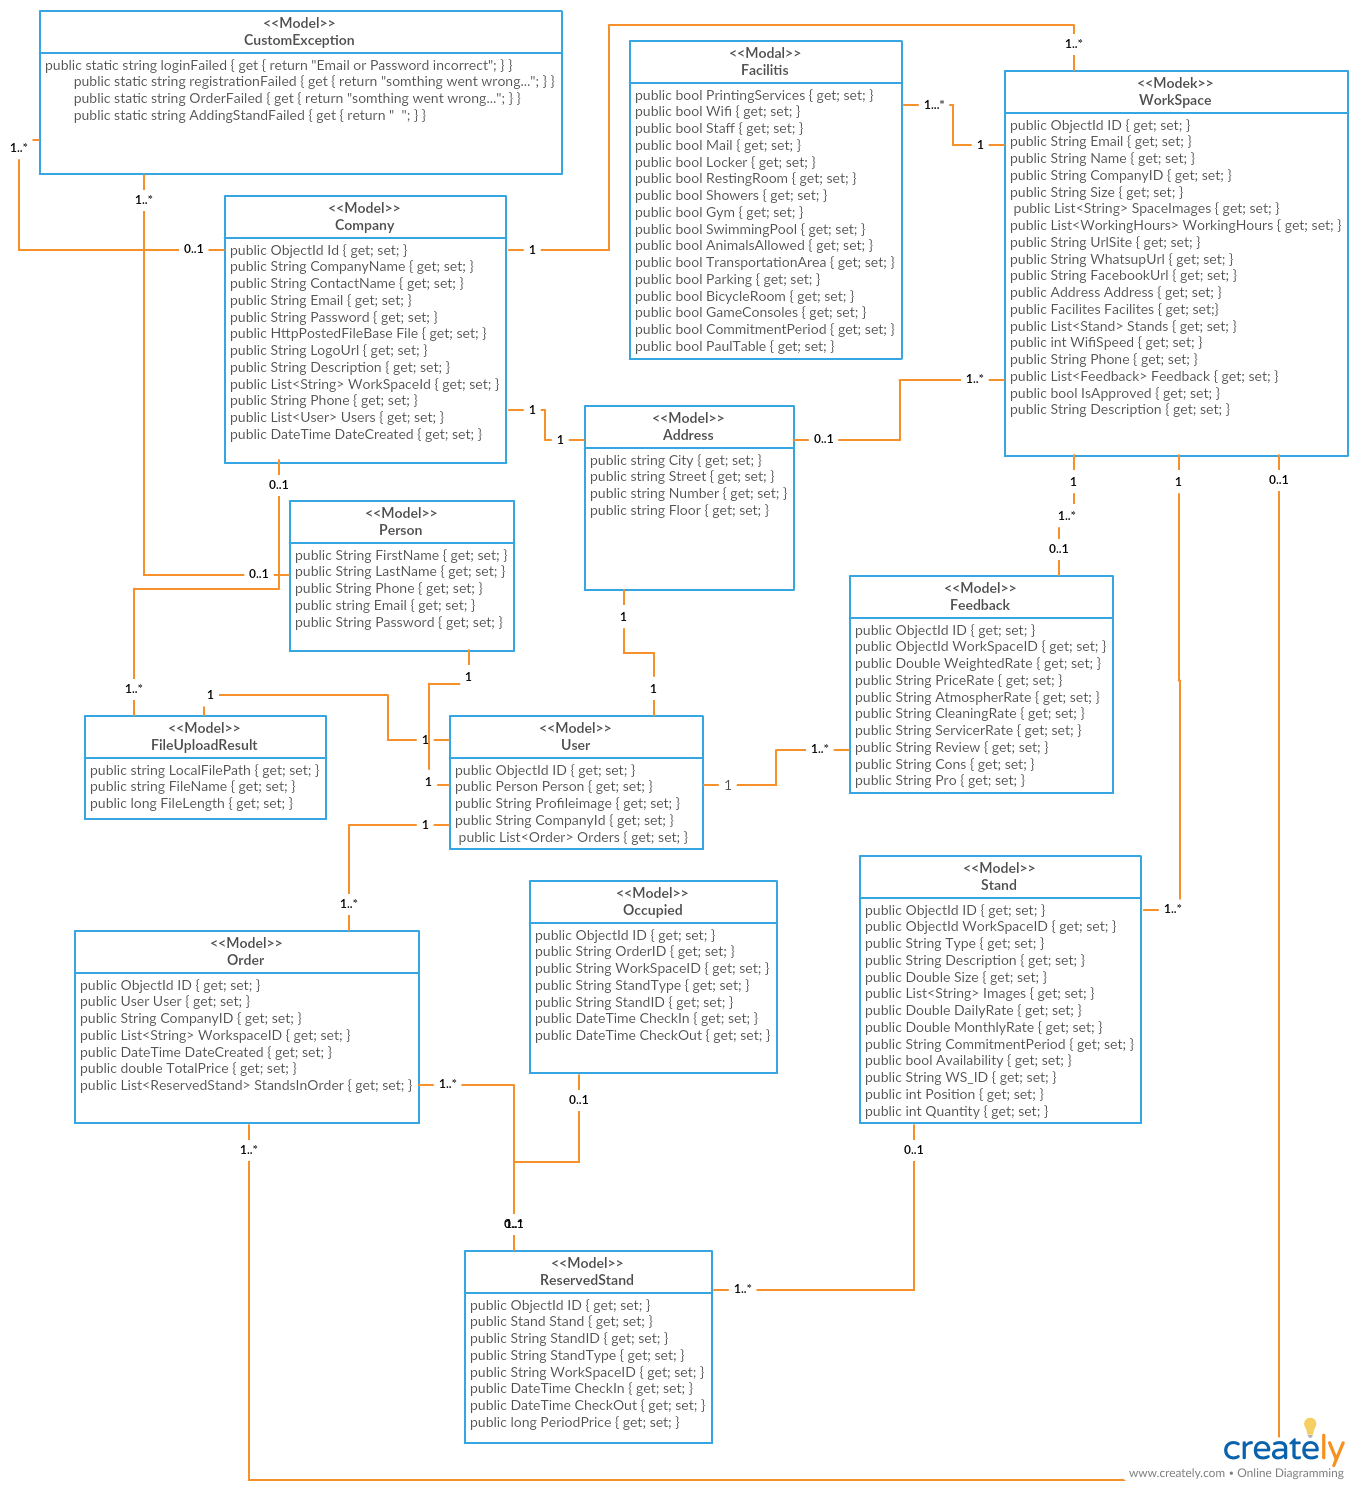 <<Model>>
CustomException
public static string loginFailed { get { return "Email or Password incorrect"; } }
public static string registrationFailed { get { return "somthing went wrong..."; } }
public static string OrderFailed { get { return "somthing went wrong..."; } }
public static string AddingStandFailed { get { return "  "; } }
1..*
1..*
<<Modal>>
Facilitis
public bool PrintingServices { get; set; }
public bool Wifi { get; set; }
public bool Staff { get; set; }
public bool Mail { get; set; }
public bool Locker { get; set; }
public bool RestingRoom { get; set; }
public bool Showers { get; set; }
public bool Gym { get; set; }
public bool SwimmingPool { get; set; }
public bool AnimalsAllowed { get; set; }
public bool TransportationArea { get; set; }
public bool Parking { get; set; }
public bool BicycleRoom { get; set; }
public bool GameConsoles { get; set; }
public bool CommitmentPeriod { get; set; }
public bool PaulTable { get; set; }
1...*
1
1..*
<<Modek>>
WorkSpace
public ObjectId ID { get; set; }
public String Email { get; set; }
public String Name { get; set; }
public String CompanyID { get; set; }
public String Size { get; set; }
public List<String> SpaceImages { get; set; }
public List<WorkingHours> WorkingHours { get; set; }
public String UrlSite { get; set; }
public String WhatsupUrl { get; set; }
public String FacebookUrl { get; set; }
public Address Address { get; set; }
public Facilites Facilites { get; set;}
public List<Stand> Stands { get; set; }
public int WifiSpeed { get; set; }
public String Phone { get; set; }
public List<Feedback> Feedback { get; set; }
public bool IsApproved { get; set; }
public String Description { get; set; }
<<Model>>
Company
public ObjectId Id { get; set; }
public String CompanyName { get; set; }
public String ContactName { get; set; }
public String Email { get; set; }
public String Password { get; set; }
public HttpPostedFileBase File { get; set; }
public String LogoUrl { get; set; }
public String Description { get; set; }
public List<String> WorkSpaceId { get; set; }
public String Phone { get; set; }
public List<User> Users { get; set; }
public DateTime DateCreated { get; set; }
0..1
1
1
1
0..1
<<Model>>
Address
public string City { get; set; }
public string Street { get; set; }
public string Number { get; set; }
public string Floor { get; set; }
0..1
1..*
1
1
<<Model>>
Person
public String FirstName { get; set; }
public String LastName { get; set; }
public String Phone { get; set; }
public string Email { get; set; }
public String Password { get; set; }
0..1
1
1
1..*
0..1
1
0..1
<<Model>>
Feedback
public ObjectId ID { get; set; }
public ObjectId WorkSpaceID { get; set; }
public Double WeightedRate { get; set; }
public String PriceRate { get; set; }
public String AtmospherRate { get; set; }
public String CleaningRate { get; set; }
public String ServicerRate { get; set; }
public String Review { get; set; }
public String Cons { get; set; }
public String Pro { get; set; }
1..*
1
1..*
1
<<Model>>
FileUploadResult
public string LocalFilePath { get; set; }
public string FileName { get; set; }
public long FileLength { get; set; }
1
1
1
<<Model>>
User
public ObjectId ID { get; set; }
public Person Person { get; set; }
public String Profileimage { get; set; }
public String CompanyId { get; set; }
public List<Order> Orders { get; set; }
1..*
<<Model>>
Order
public ObjectId ID { get; set; }
public User User { get; set; }
public String CompanyID { get; set; }
public List<String> WorkspaceID { get; set; }
public DateTime DateCreated { get; set; }
public double TotalPrice { get; set; }
public List<ReservedStand> StandsInOrder { get; set; }
1..*
1..*
<<Model>>
Occupied
public ObjectId ID { get; set; }
public String OrderID { get; set; }
public String WorkSpaceID { get; set; }
public String StandType { get; set; }
public String StandID { get; set; }
public DateTime CheckIn { get; set; }
public DateTime CheckOut { get; set; }
0..1
<<Model>>
Stand
public ObjectId ID { get; set; }
public ObjectId WorkSpaceID { get; set; }
public String Type { get; set; }
public String Description { get; set; }
public Double Size { get; set; }
public List<String> Images { get; set; }
public Double DailyRate { get; set; }
public Double MonthlyRate { get; set; }
public String CommitmentPeriod { get; set; }
public bool Availability { get; set; }
public String WS_ID { get; set; }
public int Position { get; set; }
public int Quantity { get; set; }
1..*
0..1
<<Model>>
ReservedStand
public ObjectId ID { get; set; }
public Stand Stand { get; set; }
public String StandID { get; set; }
public String StandType { get; set; }
public String WorkSpaceID { get; set; }
public DateTime CheckIn { get; set; }
public DateTime CheckOut { get; set; }
public long PeriodPrice { get; set; }
1..*
creately
www.creately.com • Online Diagramming